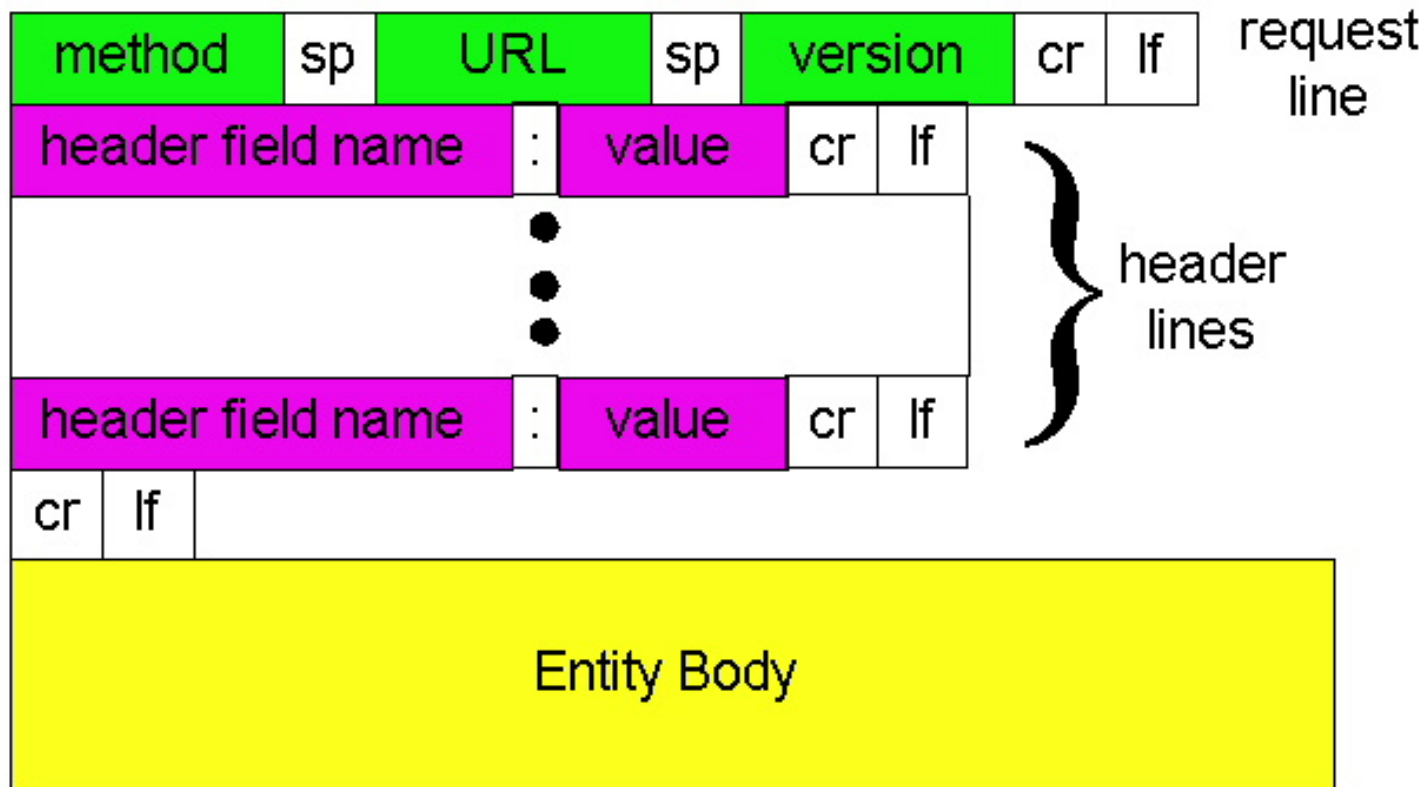 method sp URL sp version cr lf request line
header field name : value cr lf
header lines
header field name : value cr lf
cr lf
Entity Body